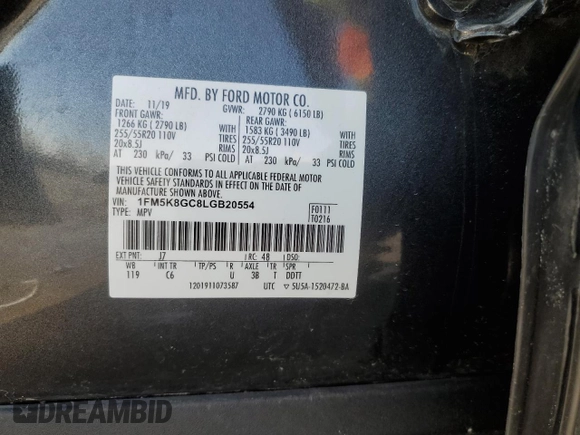 MFD. BY FORD MOTOR CO.
DATE: 11/19 GVWR: 2790 KG ( 6150 LB)
FRONT GAWR: REAR GAWR:
1266 KG ( 2790 LB) WITH 1583 KG ( 3490 LB) WITH
255/55R20 110V TIRES 255/55R20 110V TIRES
20x8.5J RIMS 20x8.5J RIMS
AT 230 kPa/ 33 PSI COLD AT 230 kPa/ 33 PSI COLD
THIS VEHICLE CONFORMS TO ALL APPLICABLE FEDERAL MOTOR
VEHICLE SAFETY STANDARDS IN EFFECT ON THE DATE OF
MANUFACTURE SHOWN ABOVE.
VEH. IDENT. NO.: 1FM5K8GC8LGB20554
TYPE: MPV
F0111
T0216
EXT PNT: J7 RC: 48 DSO:
WB INT TR TP/PS R AXLE TR SPR
119 C6 U 3B T DDTT
1201911073587 UTC ▽ 5U5A-1520472-BA
DREAMBID